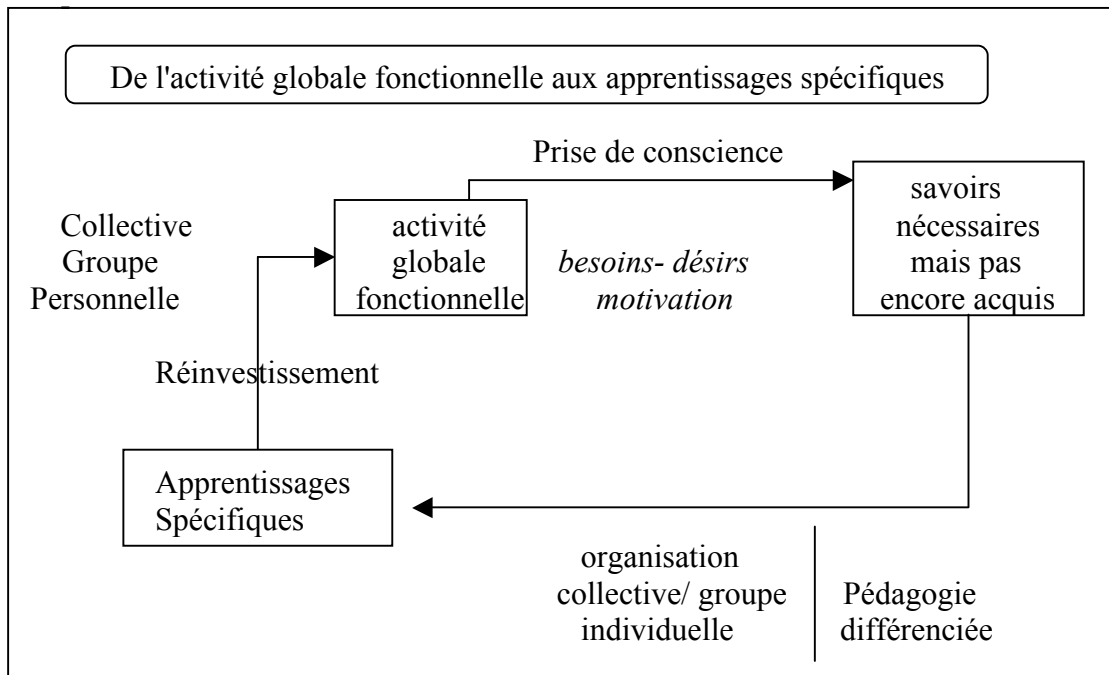 De l'activité globale fonctionnelle aux apprentissages spécifiques
Prise de conscience
Collective
Groupe
Personnelle
activité
globale
fonctionnelle
besoins- désirs
motivation
savoirs
nécessaires
mais pas
encore acquis
Réinvestissement
Apprentissages
Spécifiques
organisation
collective/ groupe
individuelle
Pédagogie
différenciée